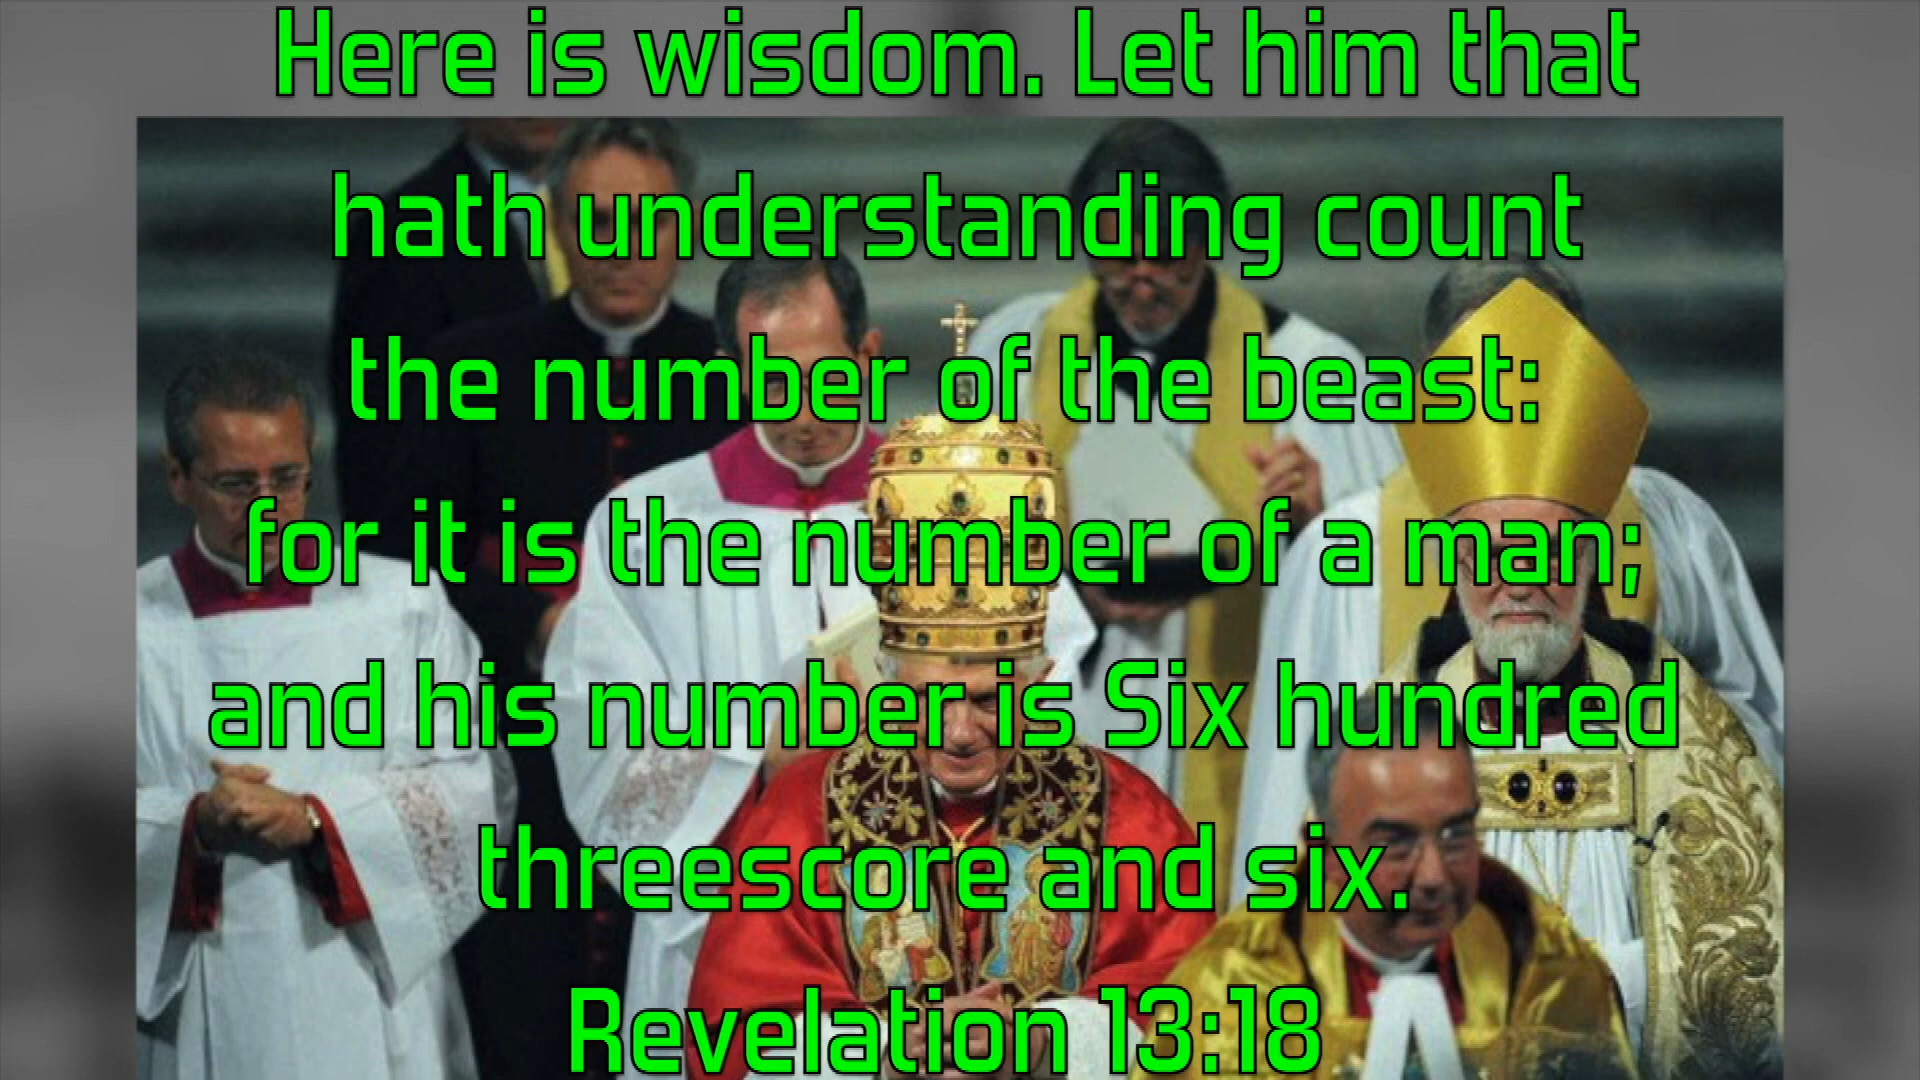 Here is wisdom. Let him that
hath understanding count
the number of the beast:
for it is the number of a man;
and his number is Six hundred
threescore and six.
Revelation 13:18